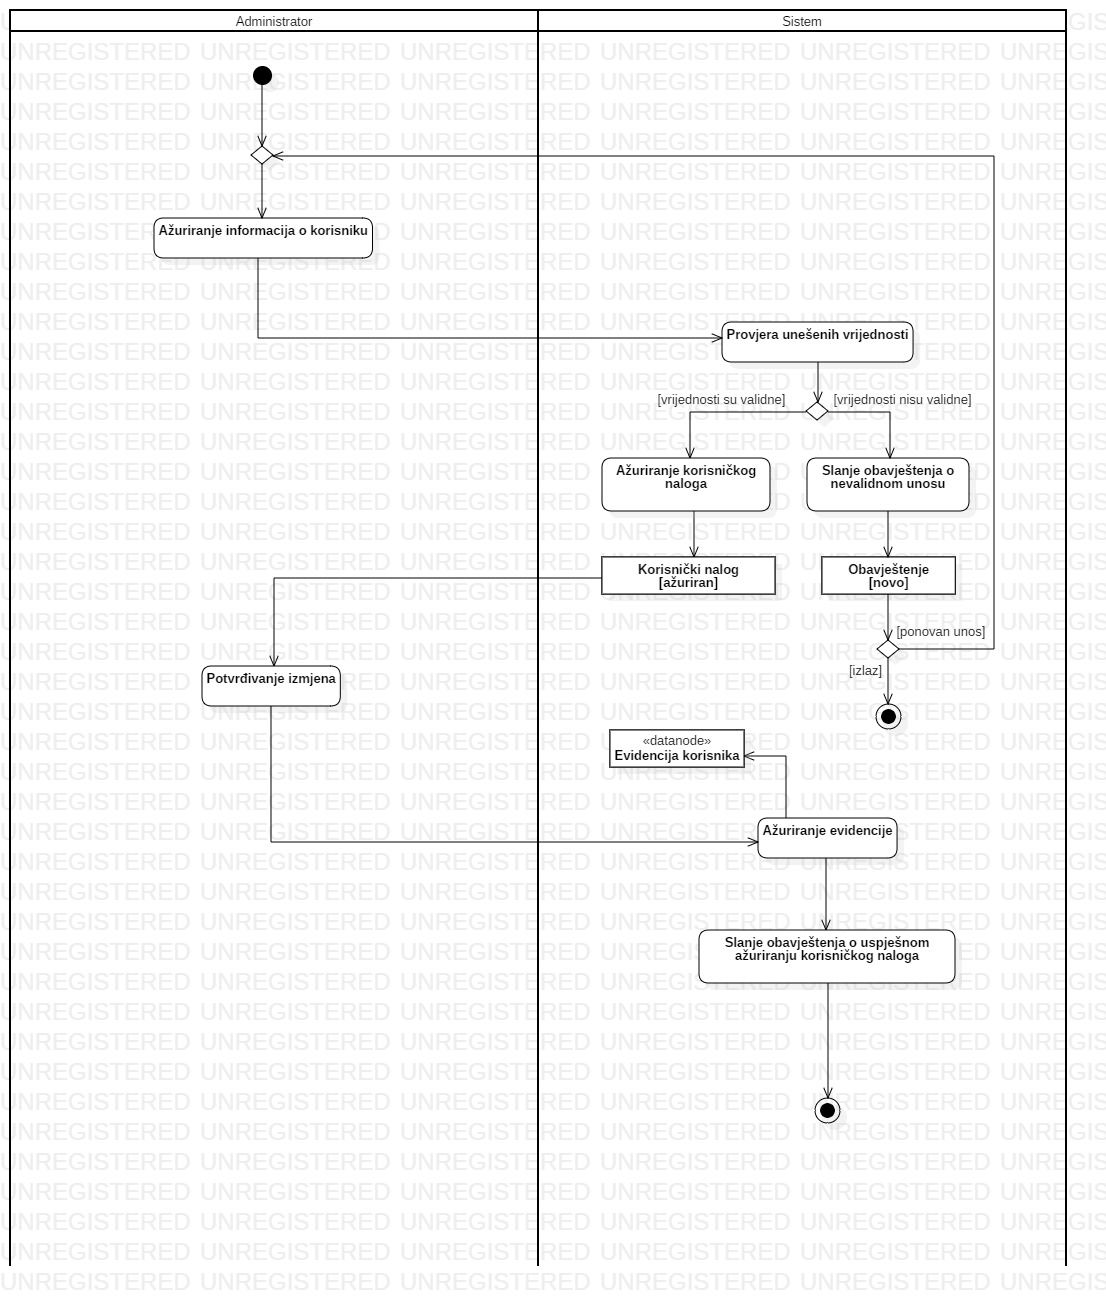 Administrator
Sistem
Ažuriranje informacija o korisniku
Provjera unešenih vrijednosti
[vrijednosti su validne]
[vrijednosti nisu validne]
Ažuriranje korisničkog
naloga
Slanje obavještenja o
nevalidnom unosu
Korisnički nalog
[ažuriran]
Obavještenje
[novo]
[ponovan unos]
[izlaz]
Potvrđivanje izmjena
«datanode»
Evidencija korisnika
Ažuriranje evidencije
Slanje obavještenja o uspješnom
ažuriranju korisničkog naloga
UNREGISTERED